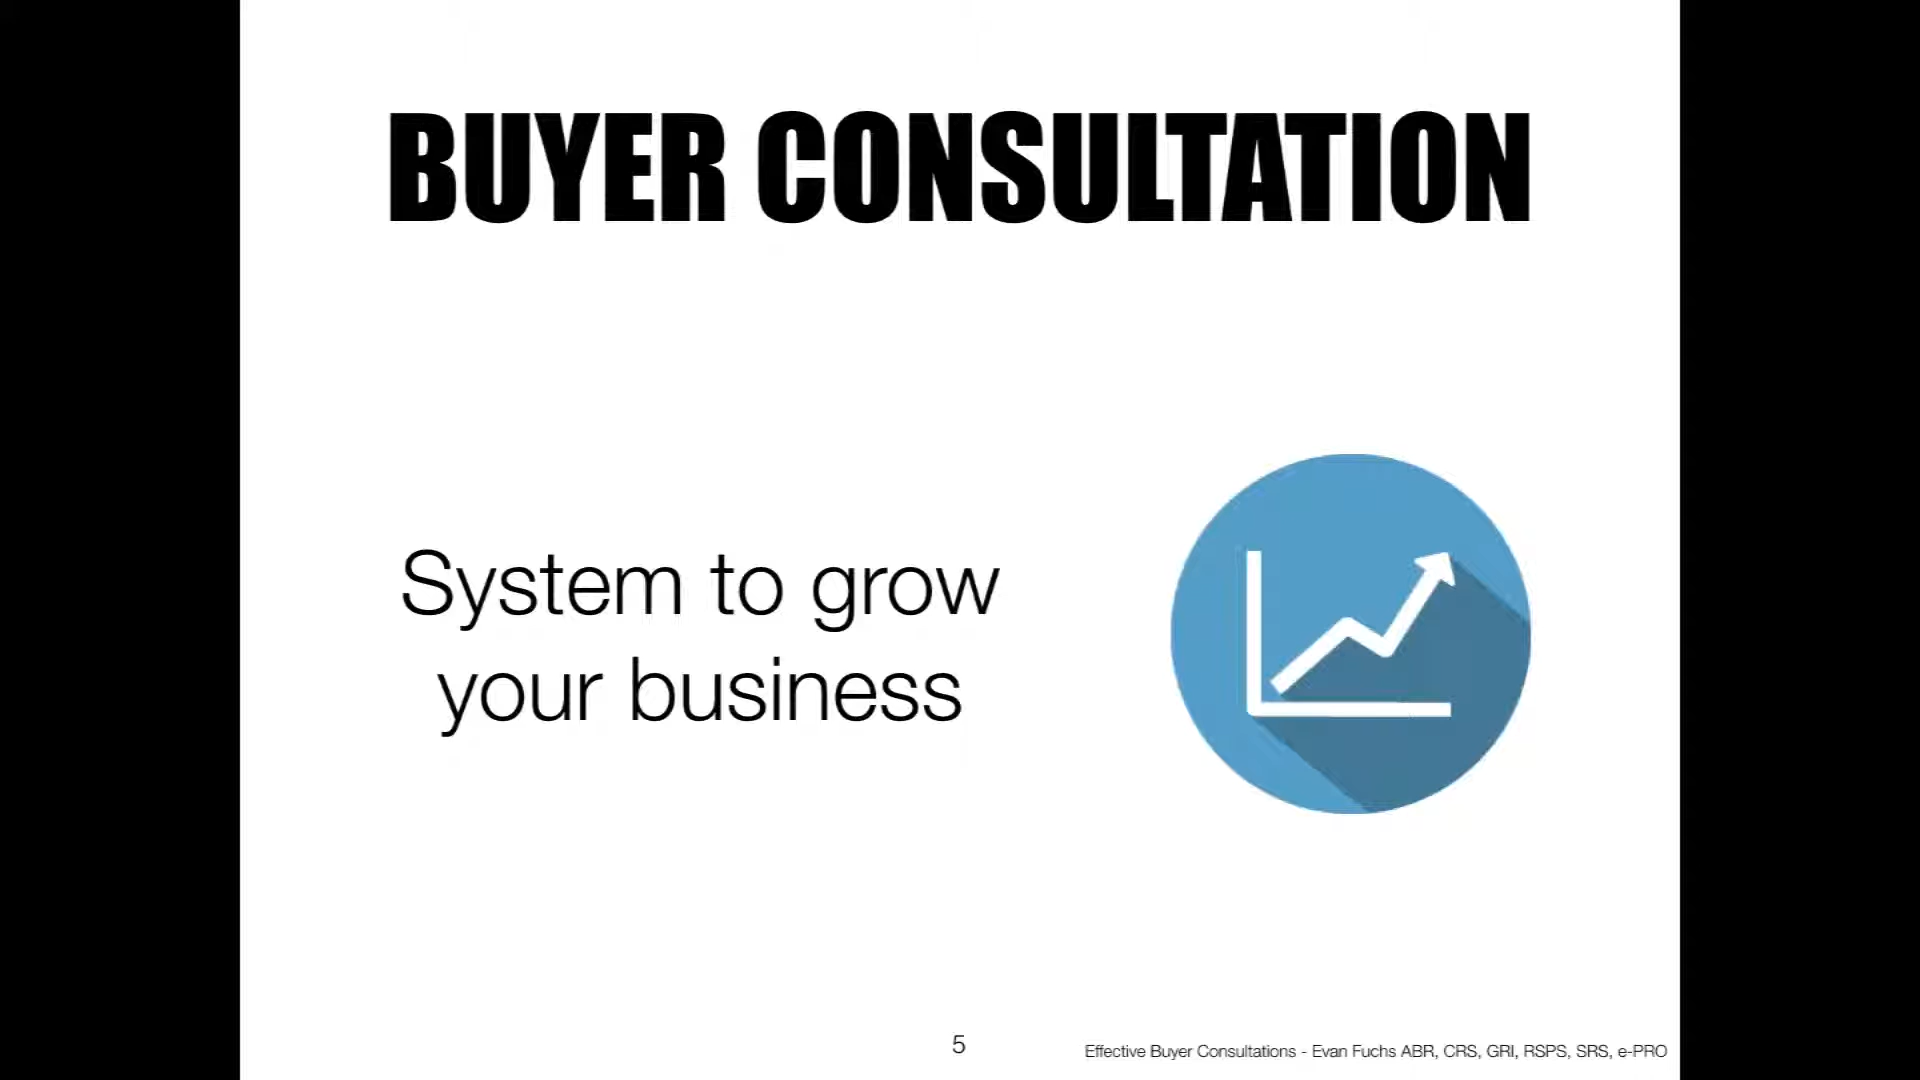 BUYER CONSULTATION
System to grow
your business
5
Effective Buyer Consultations - Evan Fuchs ABR, CRS, GRI, RSPS, SRS, e-PRO